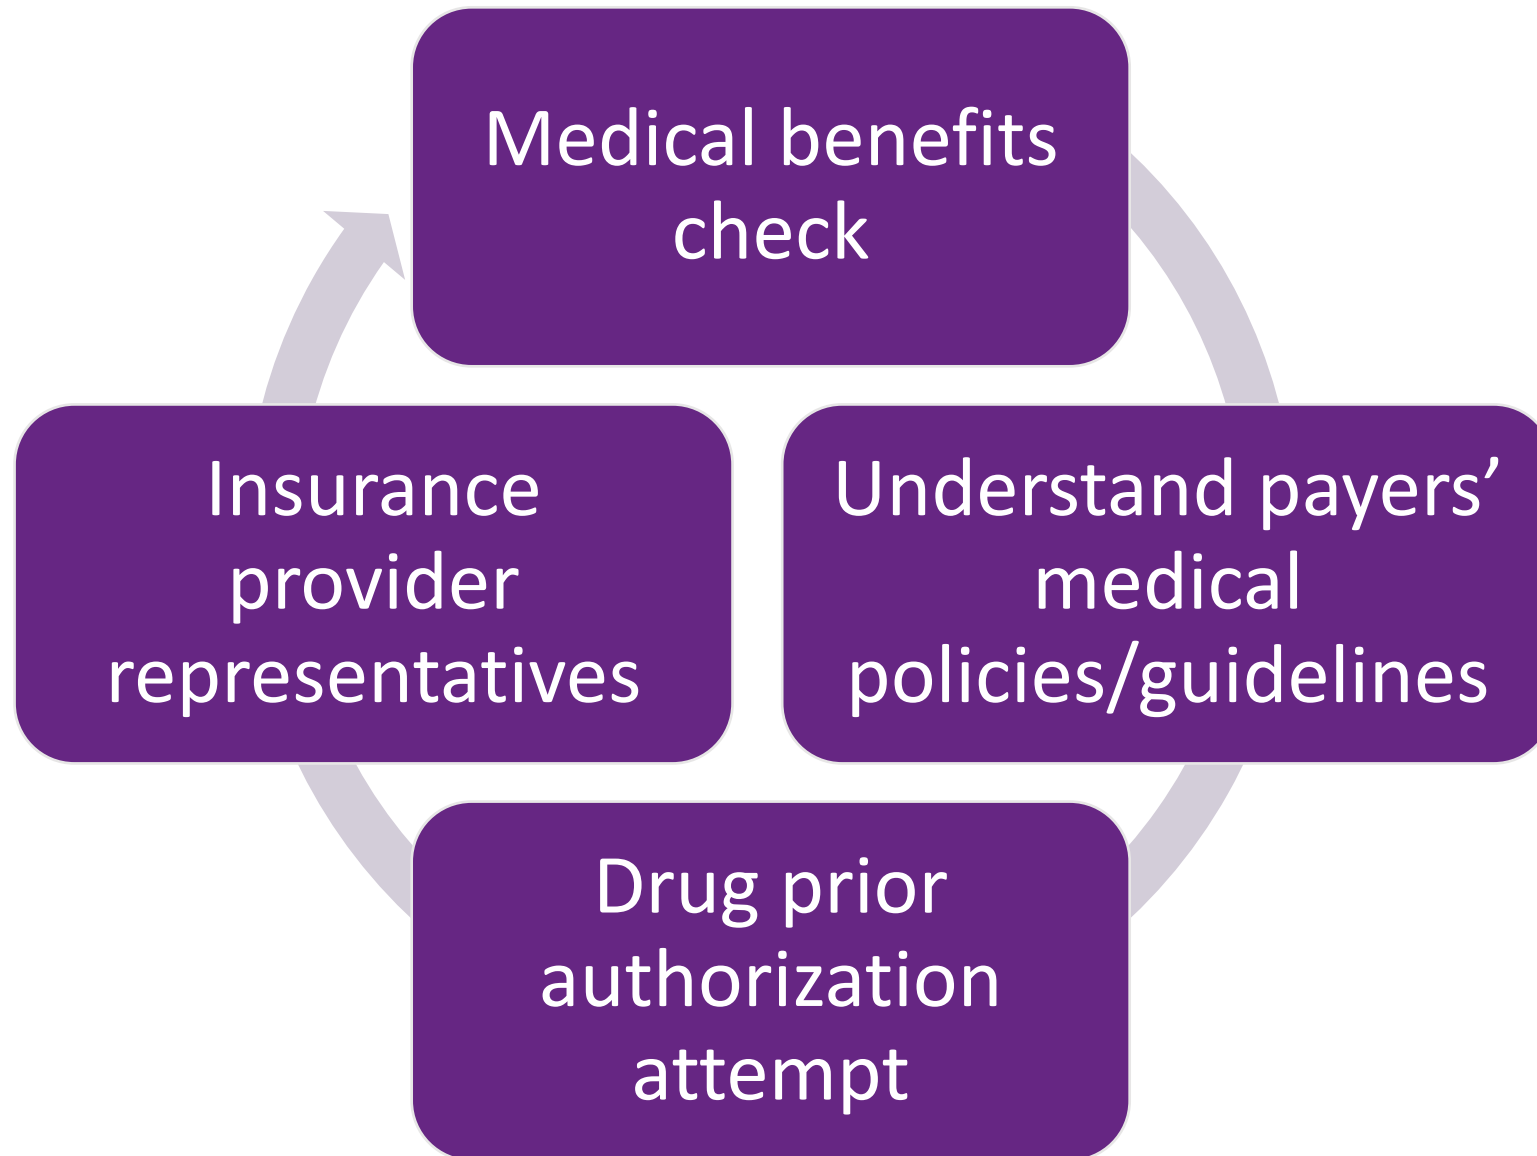 Medical benefits
check
Insurance
provider
representatives
Understand payers’
medical
policies/guidelines
Drug prior
authorization
attempt